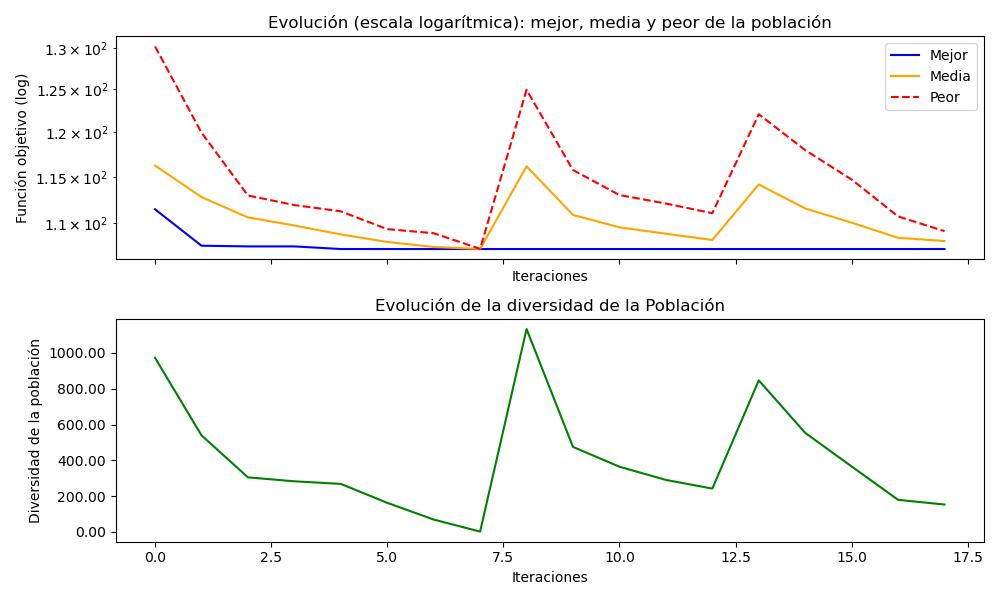 Evolución (escala logarítmica): mejor, media y peor de la población
Función objetivo (log)
1.3 × 10²
1.25 × 10²
1.2 × 10²
1.15 × 10²
1.1 × 10²
Mejor
Media
Peor
Iteraciones
Evolución de la diversidad de la Población
Diversidad de la población
1000.00
800.00
600.00
400.00
200.00
0.00
0.0 2.5 5.0 7.5 10.0 12.5 15.0 17.5
Iteraciones